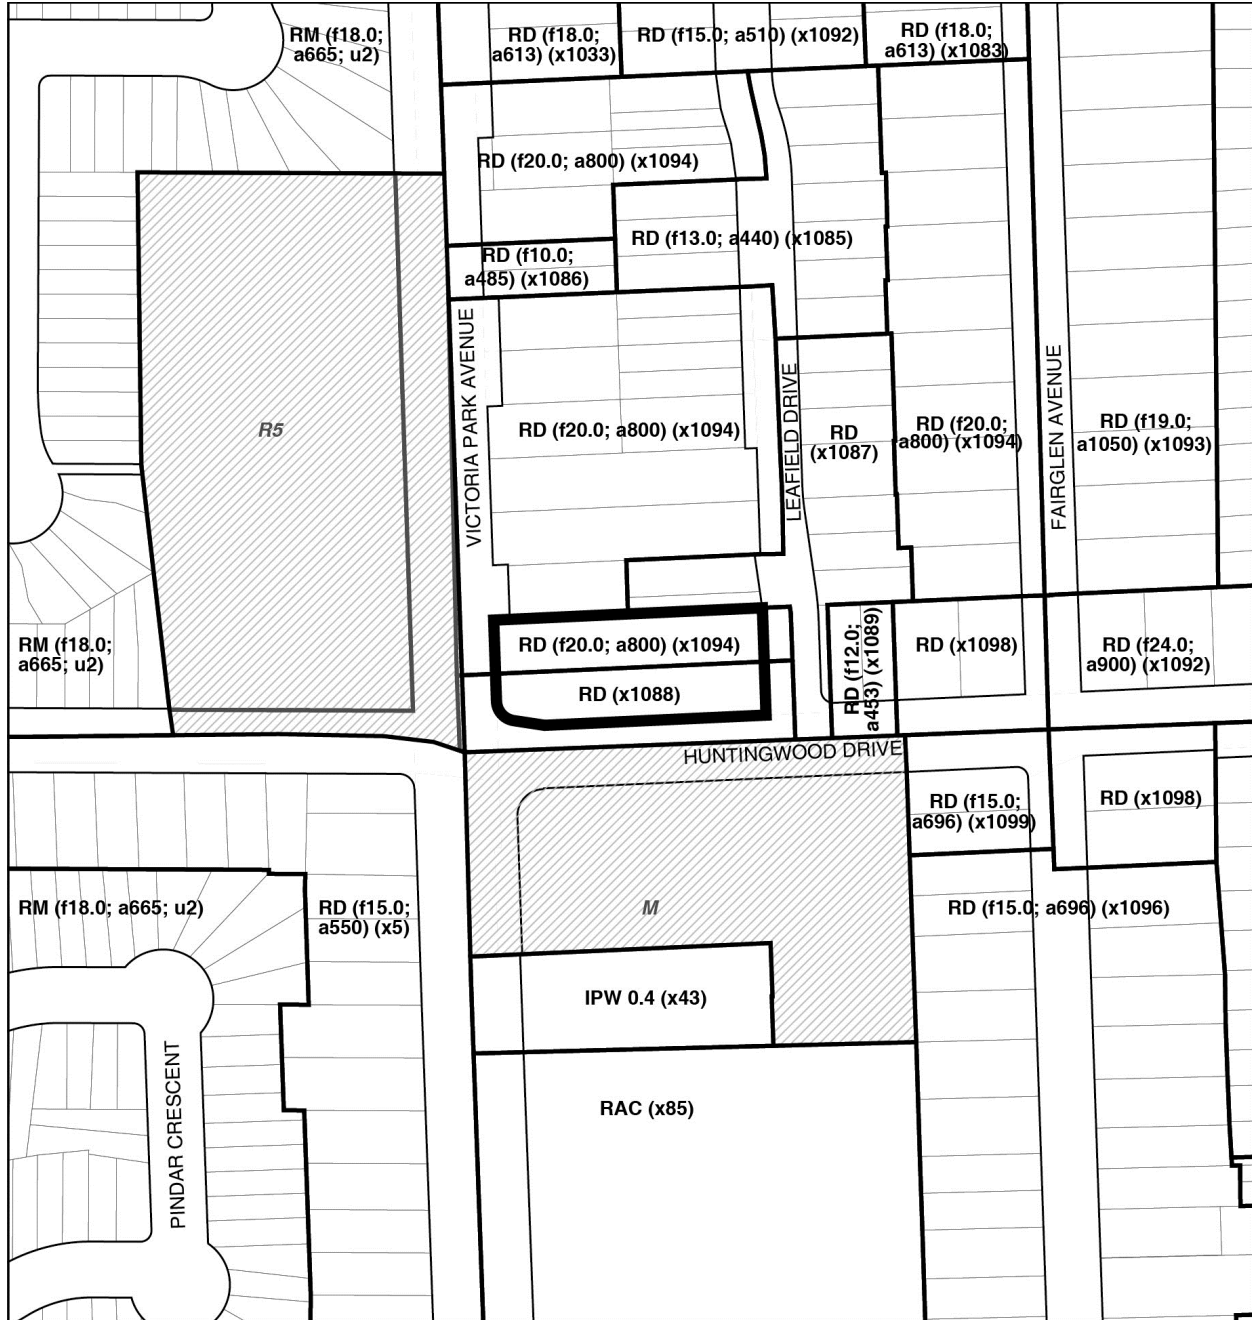 RM (f18.0;
a665; u2)
RD (f18.0;
a613) (x1033)
RD (f15.0; a510) (x1092)
RD (f18.0;
a613) (x1083)
RD (f20.0; a800) (x1094)
RD (f13.0; a440) (x1085)
RD (f10.0;
a485) (x1086)
VICTORIA PARK AVENUE
R5
RD (f20.0; a800) (x1094)
LEAFIELD DRIVE
RD
(x1087)
RD (f20.0;
a800) (x1094)
FAIRGLEN AVENUE
RD (f19.0;
a1050) (x1093)
RM (f18.0;
a665; u2)
RD (f20.0; a800) (x1094)
RD (x1088)
RD (f12.0;
a453) (x1089)
RD (x1098)
RD (f24.0;
a900) (x1092)
HUNTINGWOOD DRIVE
RD (f15.0;
a696) (x1099)
RD (x1098)
RM (f18.0; a665; u2)
RD (f15.0;
a550) (x5)
M
RD (f15.0; a696) (x1096)
IPW 0.4 (x43)
PINDAR CRESCENT
RAC (x85)